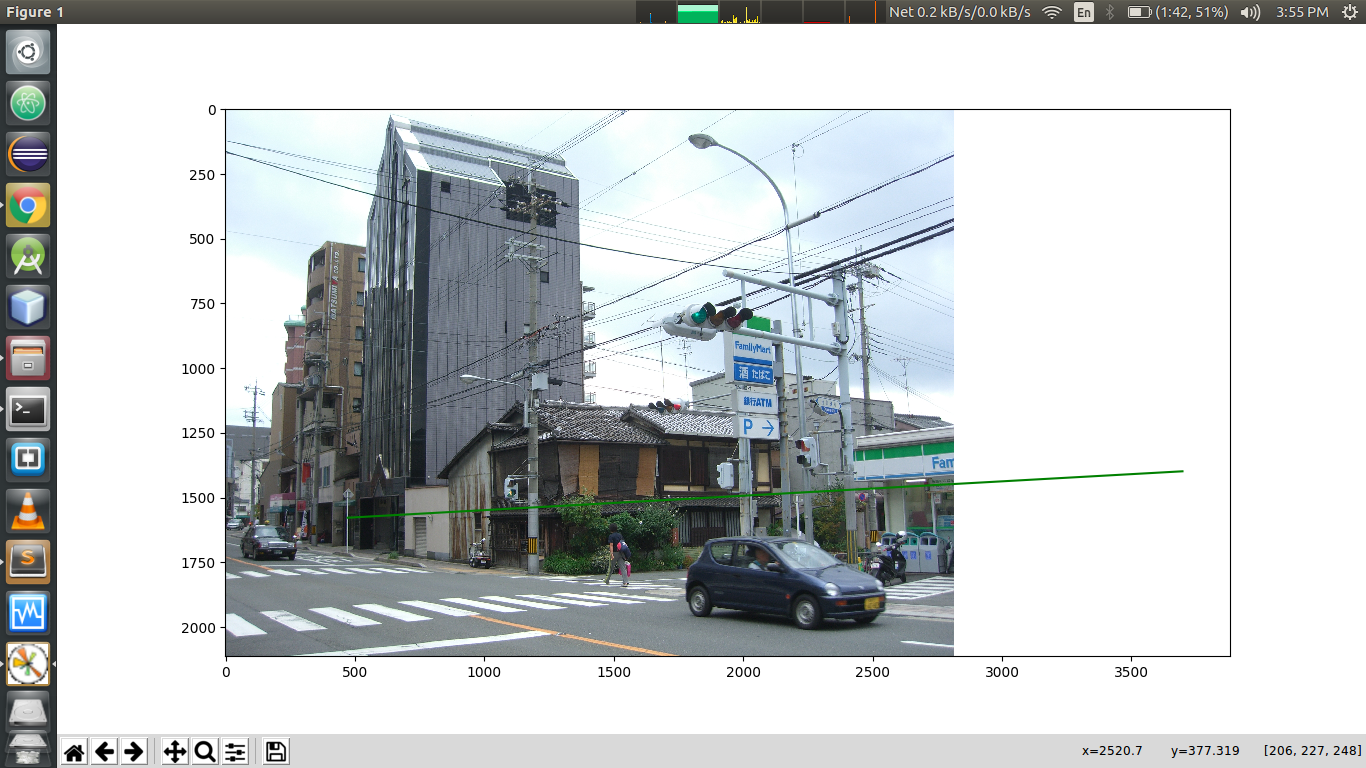 Figure 1
Net 0.2 kB/s/0.0 kB/s
En
(1:42, 51%)
3:55 PM
0
250
500
750
1000
1250
1500
1750
2000
FamilyMart
酒 たばこ
銀行ATM
P →
Fam
0
500
1000
1500
2000
2500
3000
3500
x=2520.7 y=377.319 [206, 227, 248]